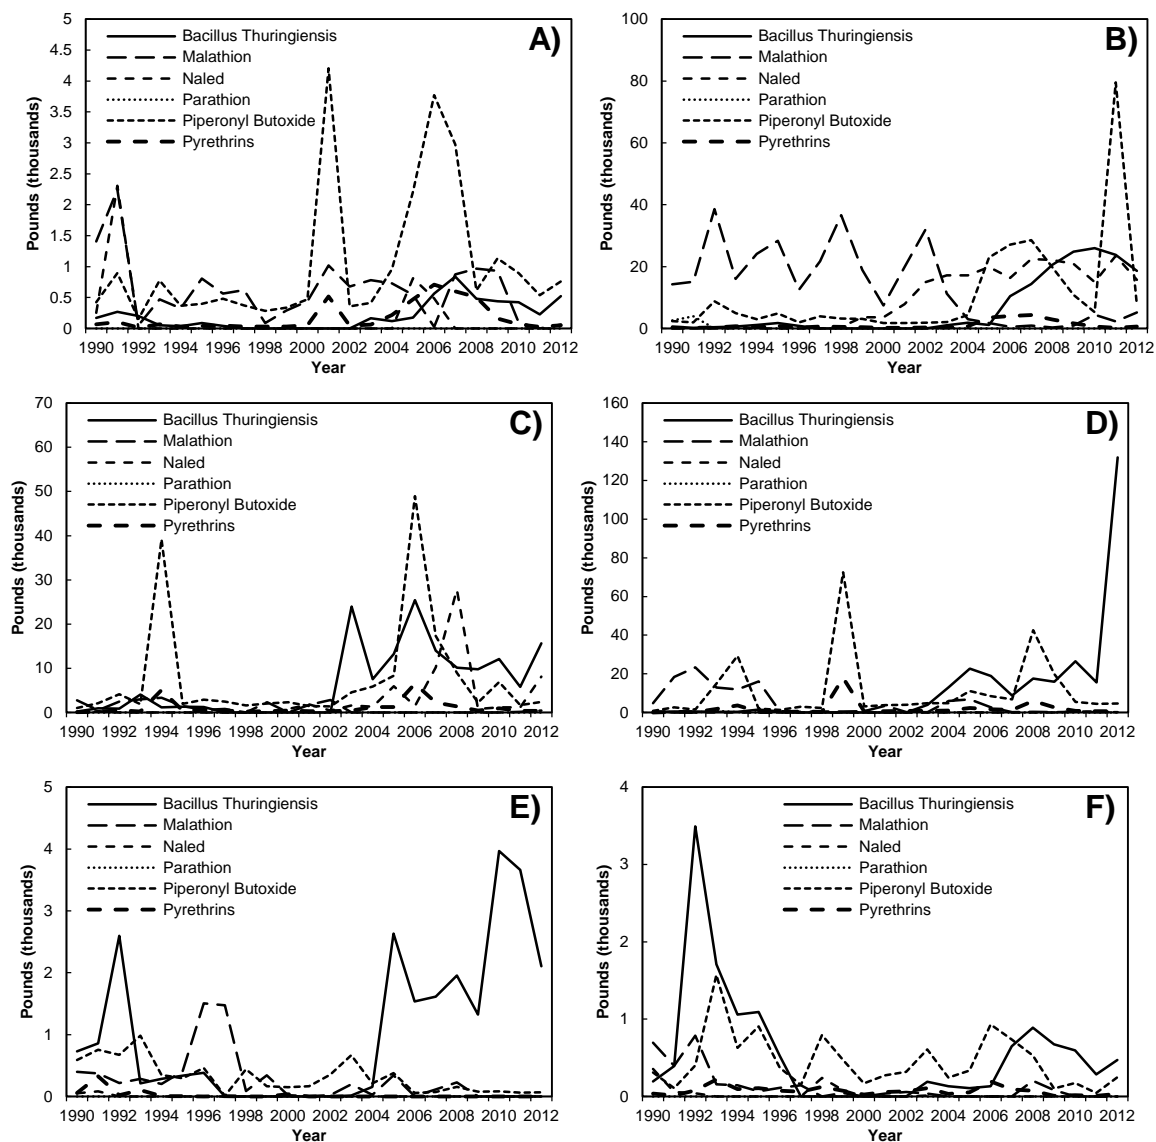 A)
Bacillus Thuringiensis
Malathion
Naled
Parathion
Piperonyl Butoxide
Pyrethrins
Pounds (thousands)
5
4.5
4
3.5
3
2.5
2
1.5
1
0.5
0
1990 1992 1994 1996 1998 2000 2002 2004 2006 2008 2010 2012
Year
B)
Bacillus Thuringiensis
Malathion
Naled
Parathion
Piperonyl Butoxide
Pyrethrins
Pounds (thousands)
100
80
60
40
20
0
1990 1992 1994 1996 1998 2000 2002 2004 2006 2008 2010 2012
Year
C)
Bacillus Thuringiensis
Malathion
Naled
Parathion
Piperonyl Butoxide
Pyrethrins
Pounds (thousands)
70
60
50
40
30
20
10
0
1990 1992 1994 1996 1998 2000 2002 2004 2006 2008 2010 2012
Year
D)
Bacillus Thuringiensis
Malathion
Naled
Parathion
Piperonyl Butoxide
Pyrethrins
Pounds (thousands)
160
140
120
100
80
60
40
20
0
1990 1992 1994 1996 1998 2000 2002 2004 2006 2008 2010 2012
Year
E)
Bacillus Thuringiensis
Malathion
Naled
Parathion
Piperonyl Butoxide
Pyrethrins
Pounds (thousands)
5
4
3
2
1
0
1990 1992 1994 1996 1998 2000 2002 2004 2006 2008 2010 2012
Year
F)
Bacillus Thuringiensis
Malathion
Naled
Parathion
Piperonyl Butoxide
Pyrethrins
Pounds (thousands)
4
3
2
1
0
1990 1992 1994 1996 1998 2000 2002 2004 2006 2008 2010 2012
Year